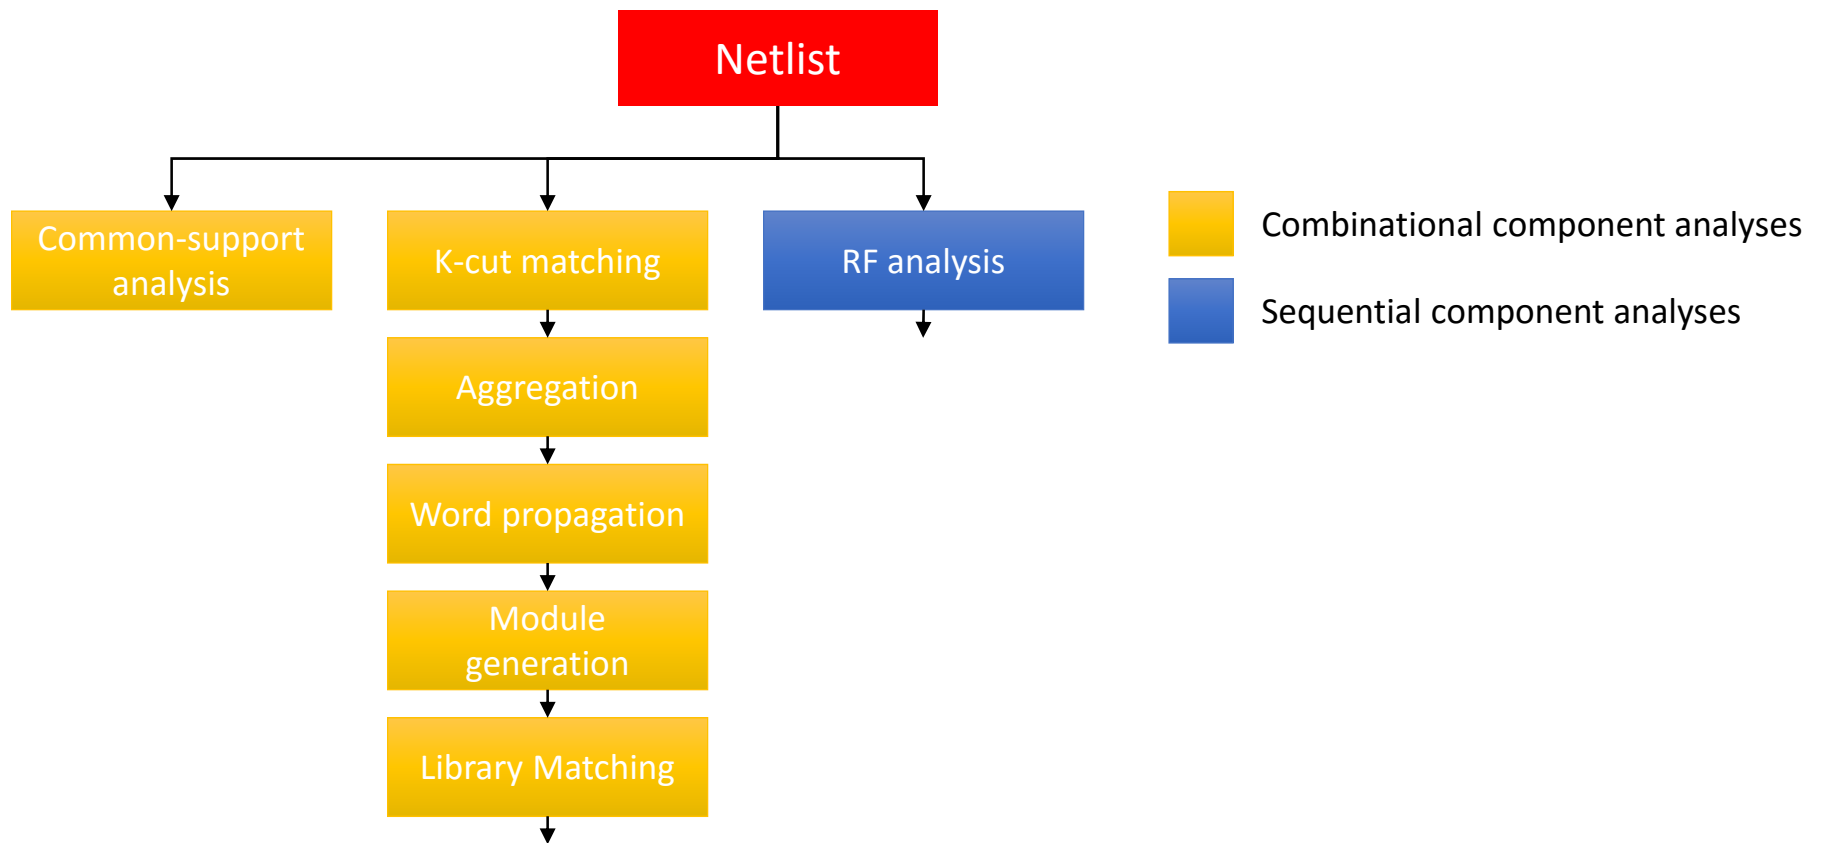 Netlist
Common-support
analysis
K-cut matching
RF analysis
Combinational component analyses
Sequential component analyses
Aggregation
Word propagation
Module
generation
Library Matching